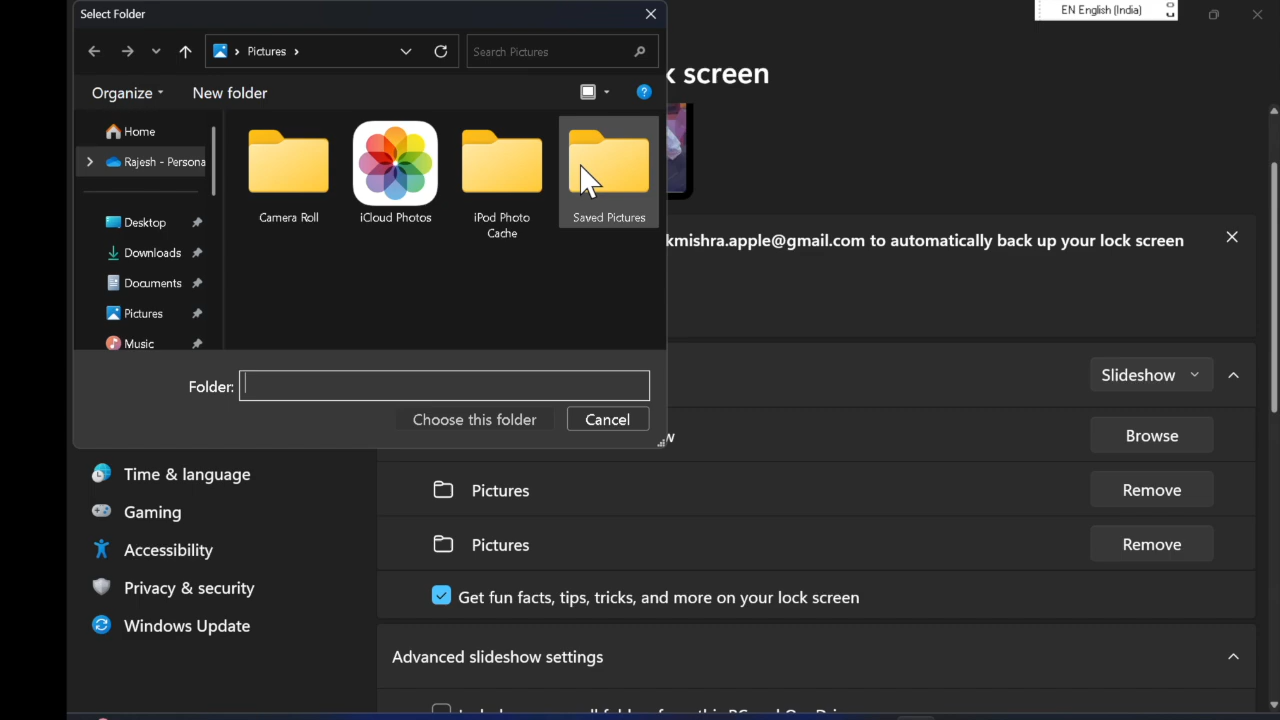 Select Folder
EN English (India)
Pictures
Search Pictures
k screen
Organize
New folder
Home
Rajesh - Persona
Desktop
Downloads
Documents
Pictures
Music
Camera Roll
iCloud Photos
iPod Photo
Cache
Saved Pictures
kmishra.apple@gmail.com to automatically back up your lock screen
Folder:
Choose this folder
Cancel
Slideshow
w
Browse
Time & language
Pictures
Remove
Gaming
Accessibility
Pictures
Remove
Privacy & security
Get fun facts, tips, tricks, and more on your lock screen
Windows Update
Advanced slideshow settings